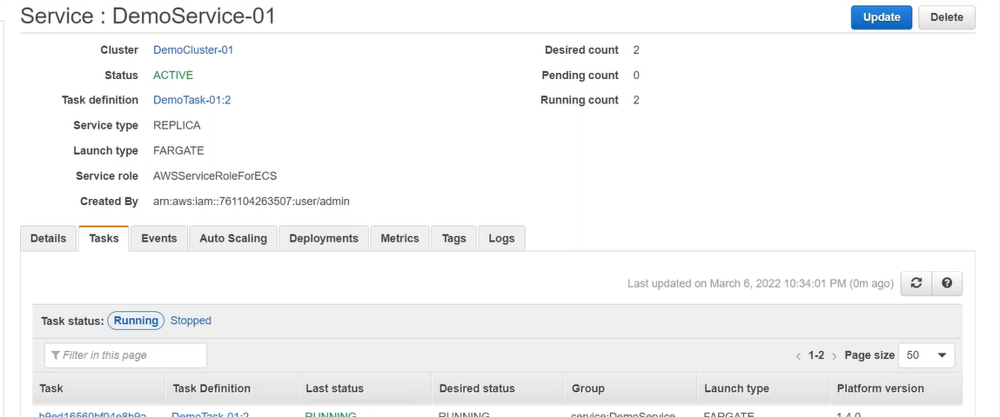 Service : DemoService-01
Update
Delete
Cluster DemoCluster-01
Desired count 2
Status ACTIVE
Pending count 0
Task definition DemoTask-01:2
Running count 2
Service type REPLICA
Launch type FARGATE
Service role AWSServiceRoleForECS
Created By arn:aws:iam::761104263507:user/admin
Details Tasks Events Auto Scaling Deployments Metrics Tags Logs
Last updated on March 6, 2022 10:34:01 PM (0m ago)
Task status: Running Stopped
Filter in this page
1-2 Page size 50
Task Task Definition Last status Desired status Group Launch type Platform version
b9ed16560bf04e8b9a DemoTask-01:2 RUNNING RUNNING service:DemoService FARGATE 1.4.0